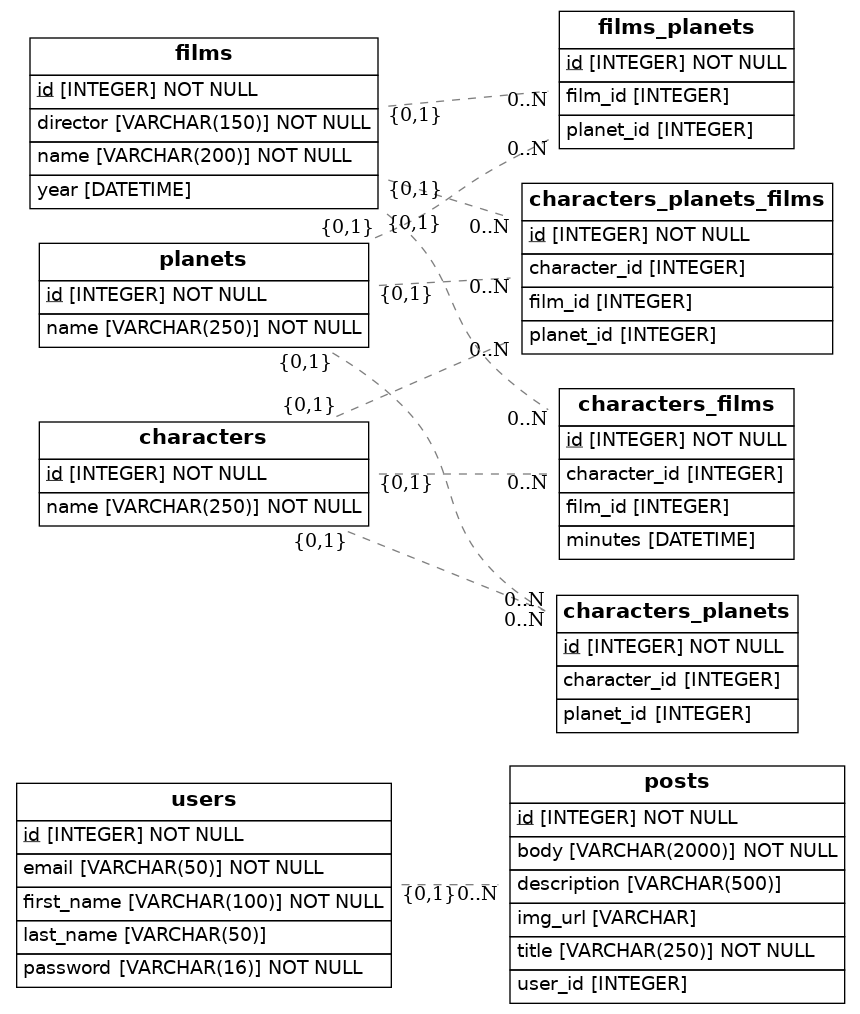 films
id [INTEGER] NOT NULL
director [VARCHAR(150)] NOT NULL
name [VARCHAR(200)] NOT NULL
year [DATETIME]
films_planets
id [INTEGER] NOT NULL
film_id [INTEGER]
planet_id [INTEGER]
{0,1}
0..N
{0,1}
0..N
planets
id [INTEGER] NOT NULL
name [VARCHAR(250)] NOT NULL
characters_planets_films
id [INTEGER] NOT NULL
character_id [INTEGER]
film_id [INTEGER]
planet_id [INTEGER]
{0,1}
0..N
{0,1}
0..N
{0,1}
0..N
characters
id [INTEGER] NOT NULL
name [VARCHAR(250)] NOT NULL
characters_films
id [INTEGER] NOT NULL
character_id [INTEGER]
film_id [INTEGER]
minutes [DATETIME]
{0,1}
0..N
{0,1}
0..N
characters_planets
id [INTEGER] NOT NULL
character_id [INTEGER]
planet_id [INTEGER]
{0,1}
0..N
{0,1}
0..N
users
id [INTEGER] NOT NULL
email [VARCHAR(50)] NOT NULL
first_name [VARCHAR(100)] NOT NULL
last_name [VARCHAR(50)]
password [VARCHAR(16)] NOT NULL
{0,1}
0..N
posts
id [INTEGER] NOT NULL
body [VARCHAR(2000)] NOT NULL
description [VARCHAR(500)]
img_url [VARCHAR]
title [VARCHAR(250)] NOT NULL
user_id [INTEGER]